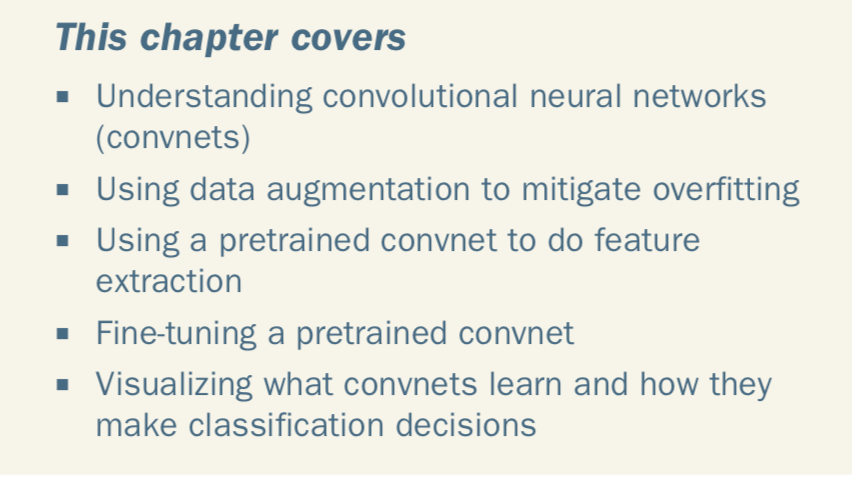 This chapter covers
■ Understanding convolutional neural networks
(convnets)
■ Using data augmentation to mitigate overfitting
■ Using a pretrained convnet to do feature
extraction
■ Fine-tuning a pretrained convnet
■ Visualizing what convnets learn and how they
make classification decisions